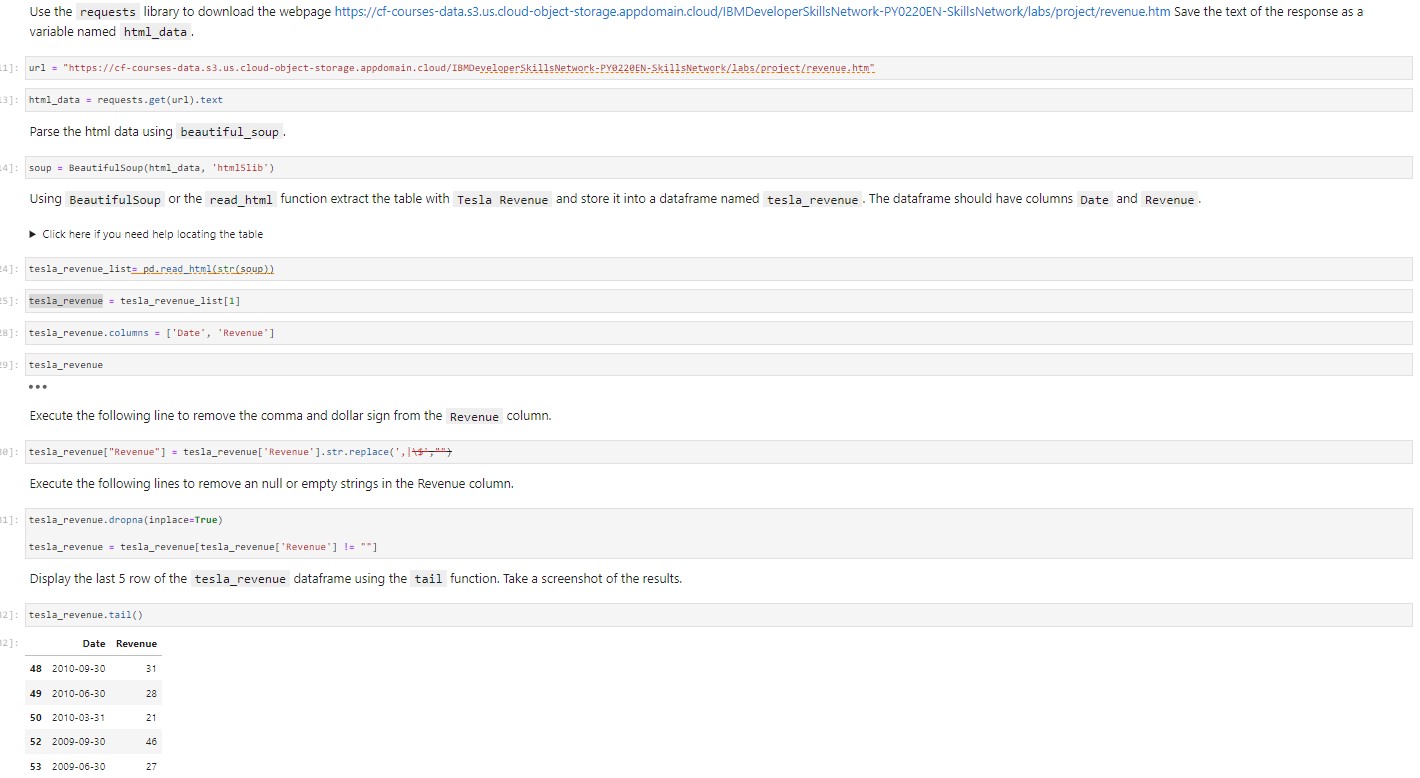 Use the requests library to download the webpage https://cf-courses-data.s3.us.cloud-object-storage.appdomain.cloud/IBMDeveloperSkillsNetwork-PY0220EN-SkillsNetwork/labs/project/revenue.htm Save the text of the response as a
variable named html_data.
1]: url = "https://cf-courses-data.s3.us.cloud-object-storage.appdomain.cloud/IBMDeveloperSkillsNetwork-PY0220EN-SkillsNetwork/labs/project/revenue.htm"
3]: html_data = requests.get(url).text
Parse the html data using beautiful_soup.
4]: soup = BeautifulSoup(html_data, 'html5lib')
Using BeautifulSoup or the read_html function extract the table with Tesla Revenue and store it into a dataframe named tesla_revenue. The dataframe should have columns Date and Revenue.
▶ Click here if you need help locating the table
24]: tesla_revenue_list= pd.read_html(str(soup))
25]: tesla_revenue = tesla_revenue_list[1]
28]: tesla_revenue.columns = ['Date', 'Revenue']
29]: tesla_revenue
•••
Execute the following line to remove the comma and dollar sign from the Revenue column.
30]: tesla_revenue["Revenue"] = tesla_revenue['Revenue'].str.replace(',|\$',"")
Execute the following lines to remove an null or empty strings in the Revenue column.
31]: tesla_revenue.dropna(inplace=True)
tesla_revenue = tesla_revenue[tesla_revenue['Revenue'] != ""]
Display the last 5 row of the tesla_revenue dataframe using the tail function. Take a screenshot of the results.
32]: tesla_revenue.tail()
32]: Date Revenue
48 2010-09-30 31
49 2010-06-30 28
50 2010-03-31 21
52 2009-09-30 46
53 2009-06-30 27